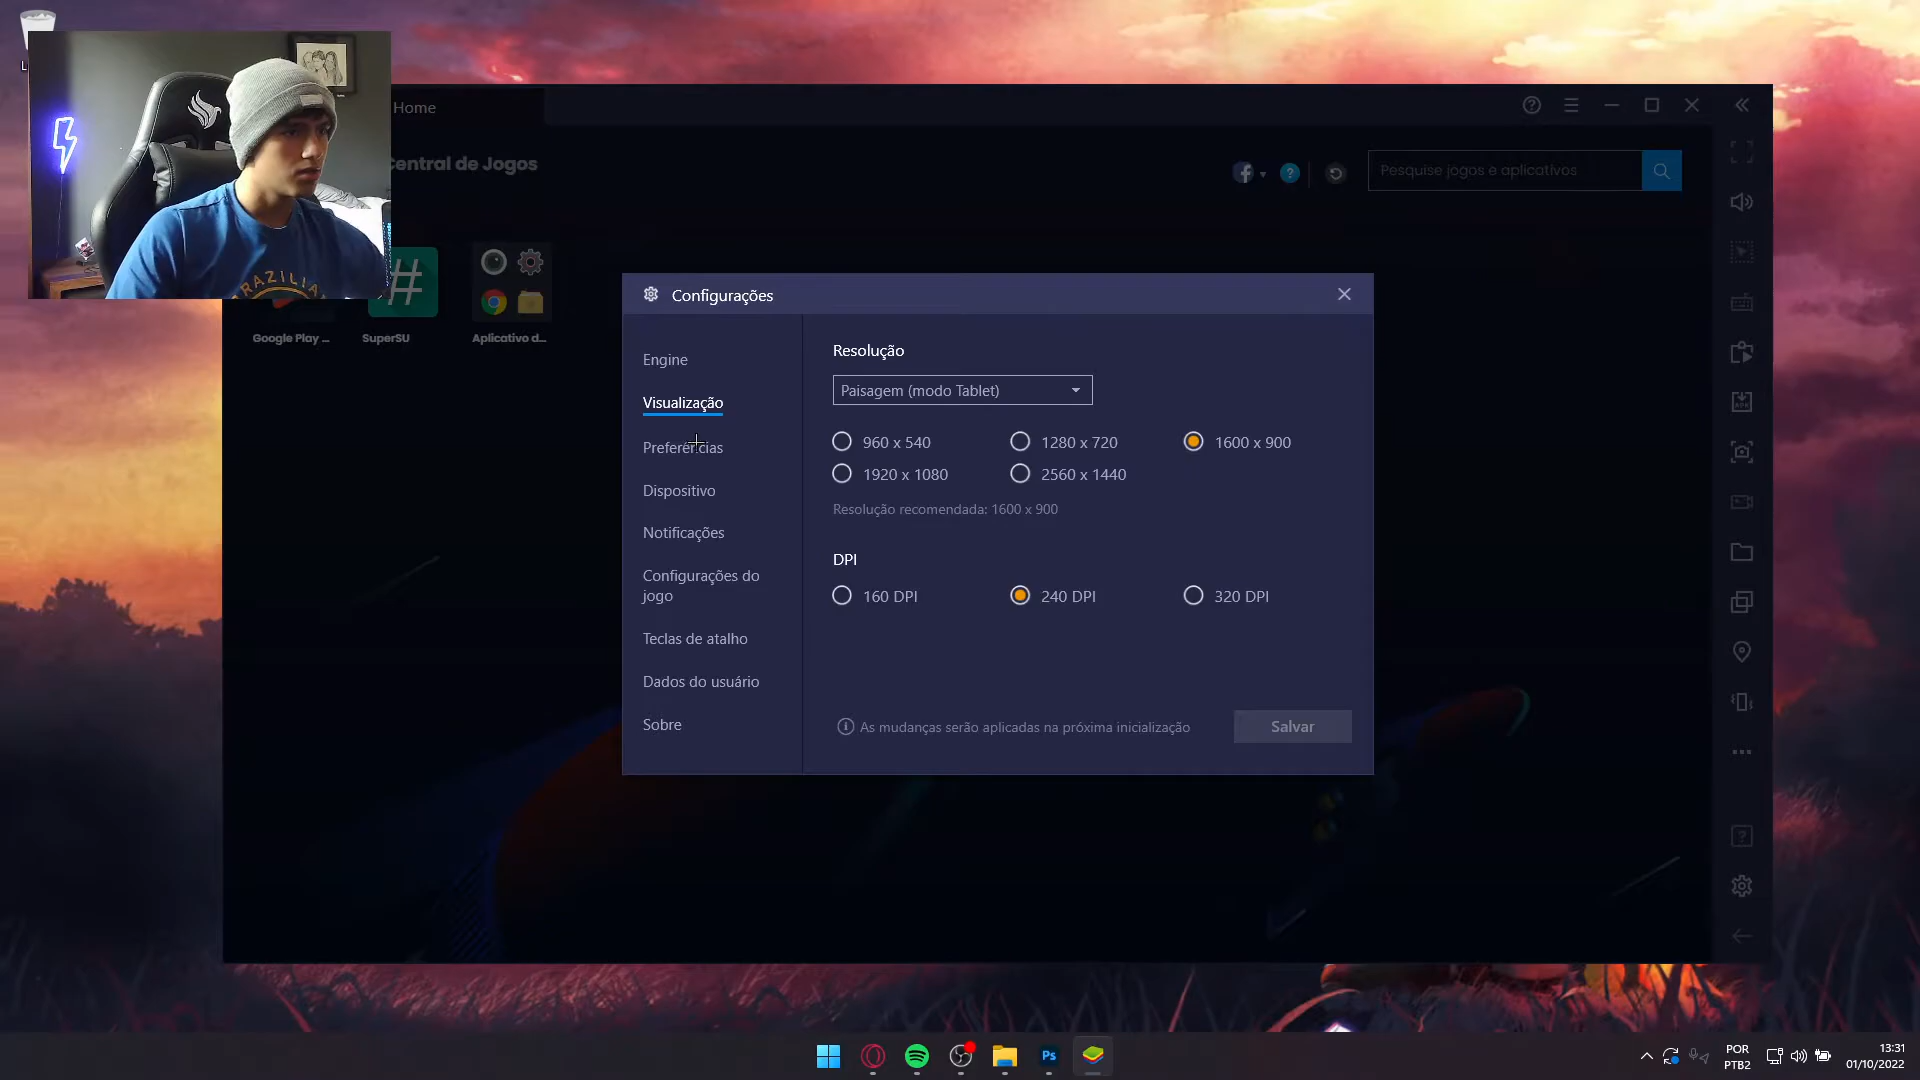 L
Home
Central de Jogos
Pesquise jogos e aplicativos
Google Play ...
SuperSU
Aplicativo d...
#
BRAZILIAN
Configurações
Engine
Visualização
Preferências
Dispositivo
Notificações
Configurações do
jogo
Teclas de atalho
Dados do usuário
Sobre
Resolução
Paisagem (modo Tablet)
960 x 540
1280 x 720
1600 x 900
1920 x 1080
2560 x 1440
Resolução recomendada: 1600 x 900
DPI
160 DPI
240 DPI
320 DPI
As mudanças serão aplicadas na próxima inicialização
Salvar
Ps
POR
PTB2
13:31
01/10/2022